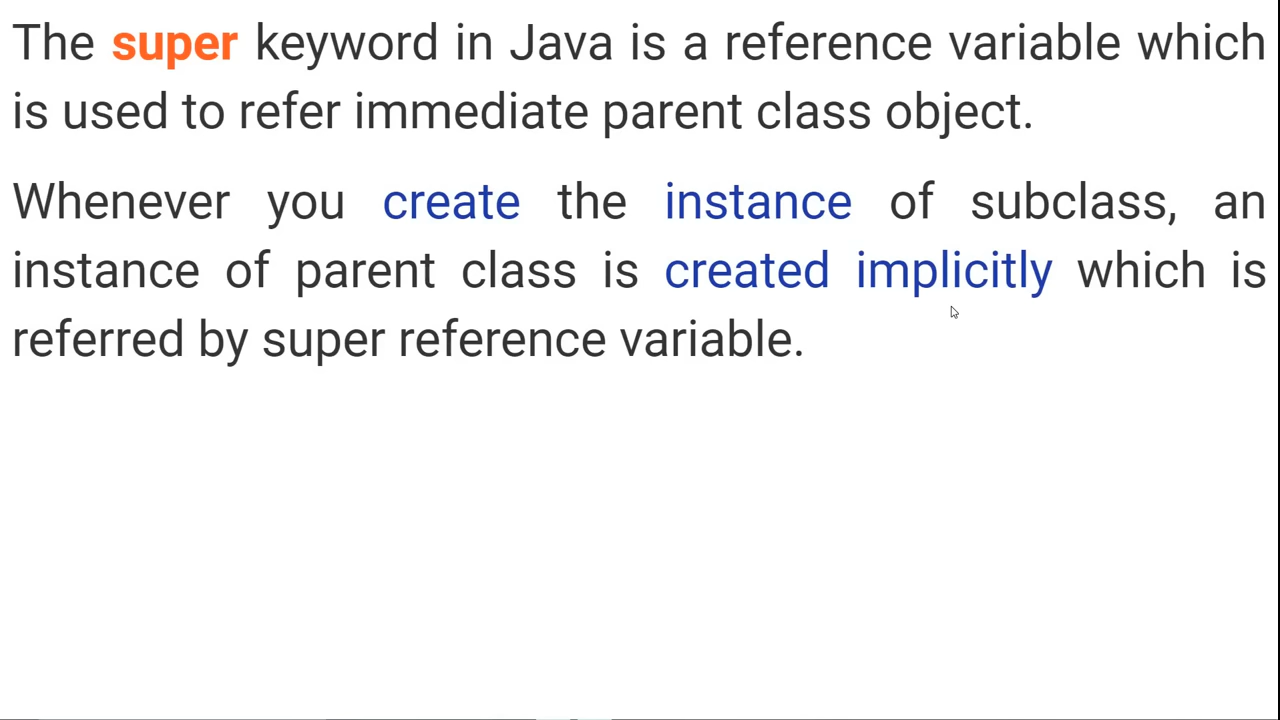 The super keyword in Java is a reference variable which
is used to refer immediate parent class object.
Whenever you create the instance of subclass, an
instance of parent class is created implicitly which is
referred by super reference variable.